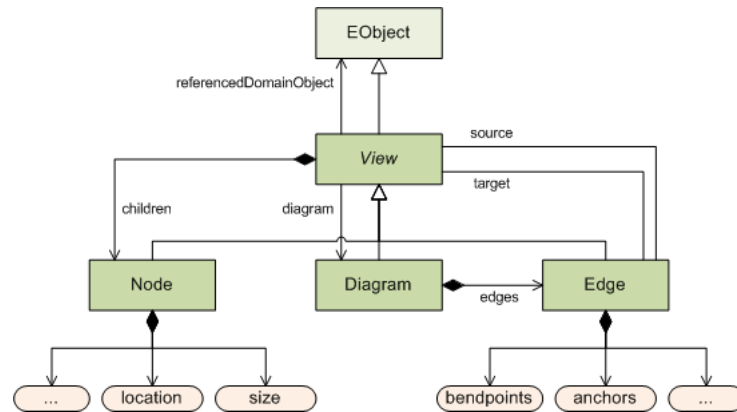 EObject
referencedDomainObject
source
View
target
children
diagram
Node
Diagram
edges
Edge
...
location
size
bendpoints
anchors
...